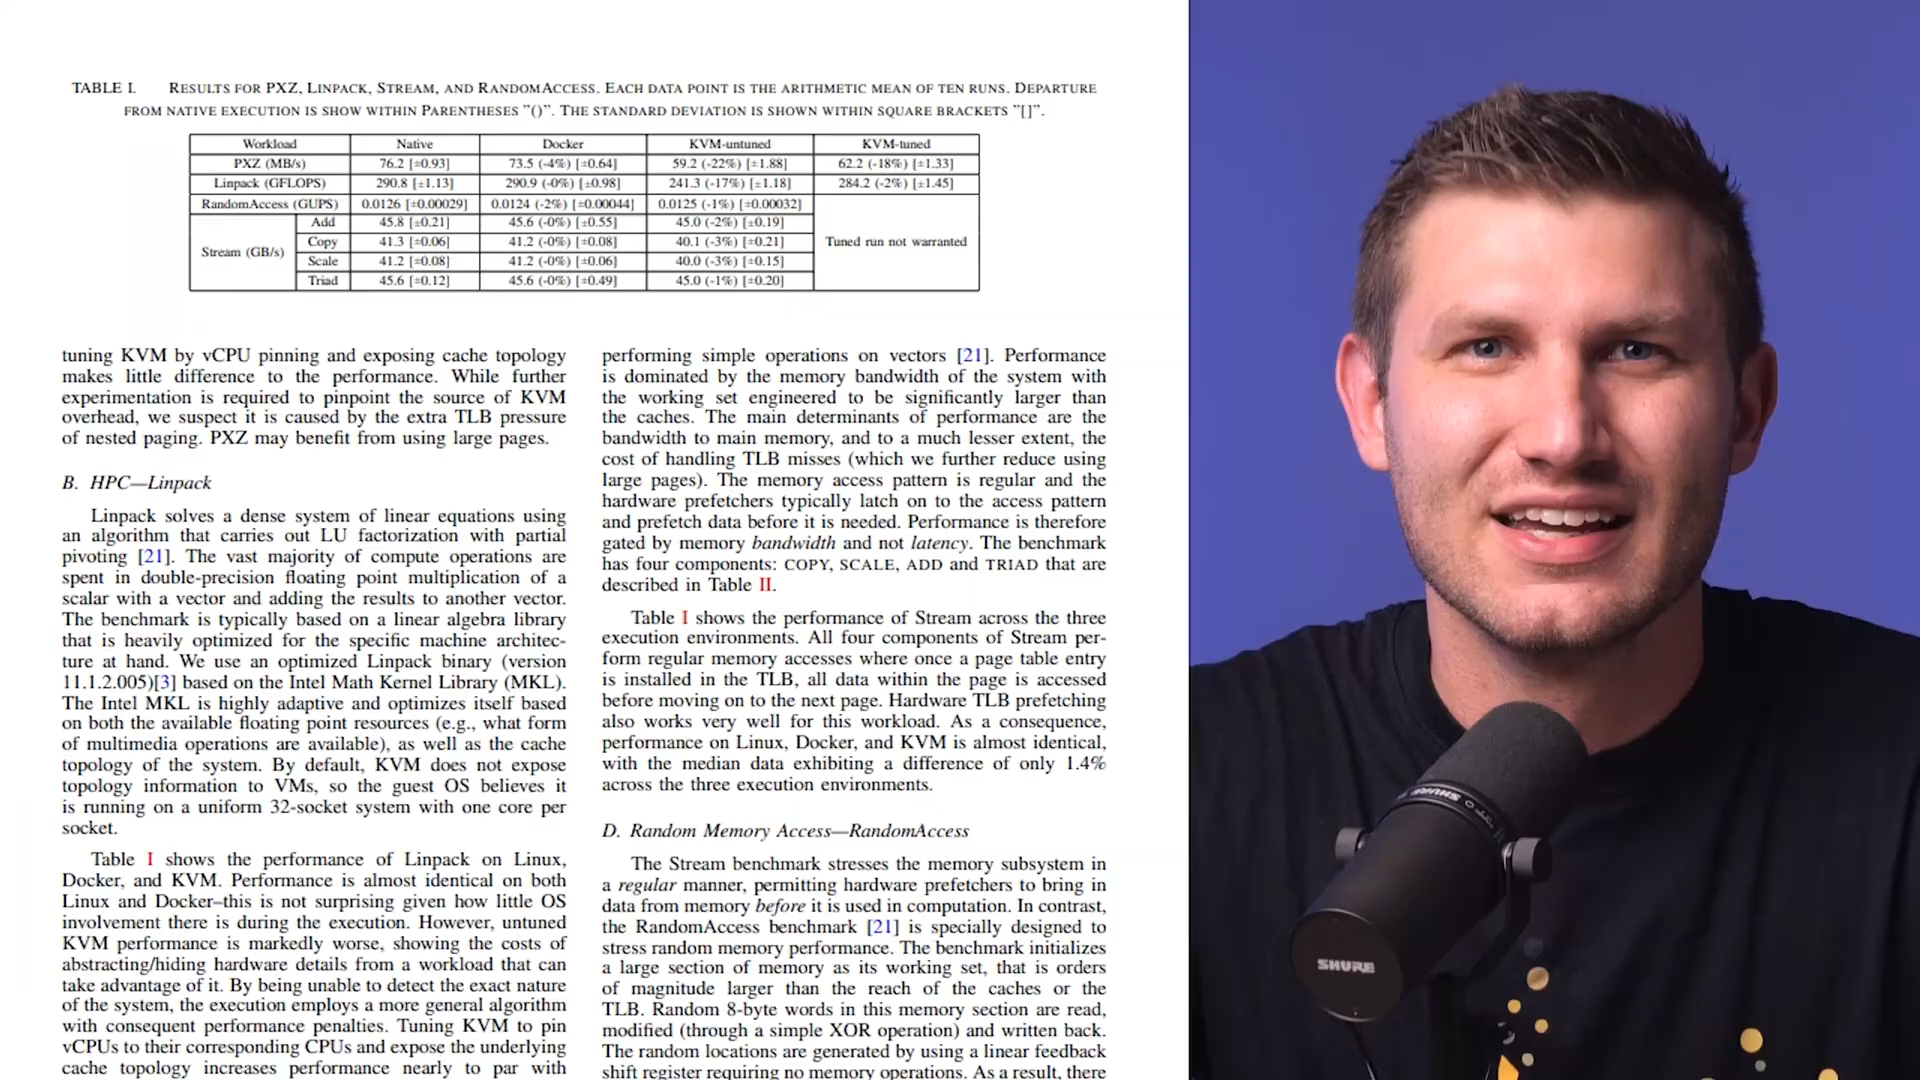 TABLE I. RESULTS FOR PXZ, LINPACK, STREAM, AND RANDOMACCESS. EACH DATA POINT IS THE ARITHMETIC MEAN OF TEN RUNS. DEPARTURE
FROM NATIVE EXECUTION IS SHOW WITHIN PARENTHESES "()". THE STANDARD DEVIATION IS SHOWN WITHIN SQUARE BRACKETS "[]".
Workload Native Docker KVM-untuned KVM-tuned
PXZ (MB/s) 76.2 [±0.93] 73.5 (-4%) [±0.64] 59.2 (-22%) [±1.88] 62.2 (-18%) [±1.33]
Linpack (GFLOPS) 290.8 [±1.13] 290.9 (-0%) [±0.98] 241.3 (-17%) [±1.18] 284.2 (-2%) [±1.45]
RandomAccess (GUPS) 0.0126 [±0.00029] 0.0124 (-2%) [±0.00044] 0.0125 (-1%) [±0.00032]
Add 45.8 [±0.21] 45.6 (-0%) [±0.55] 45.0 (-2%) [±0.19]
Copy 41.3 [±0.06] 41.2 (-0%) [±0.08] 40.1 (-3%) [±0.21] Tuned run not warranted
Stream (GB/s)
Scale 41.2 [±0.08] 41.2 (-0%) [±0.06] 40.0 (-3%) [±0.15]
Triad 45.6 [±0.12] 45.6 (-0%) [±0.49] 45.0 (-1%) [±0.20]
tuning KVM by vCPU pinning and exposing cache topology
makes little difference to the performance. While further
experimentation is required to pinpoint the source of KVM
overhead, we suspect it is caused by the extra TLB pressure
of nested paging. PXZ may benefit from using large pages.
B. HPC—Linpack
Linpack solves a dense system of linear equations using
an algorithm that carries out LU factorization with partial
pivoting [21]. The vast majority of compute operations are
spent in double-precision floating point multiplication of a
scalar with a vector and adding the results to another vector.
The benchmark is typically based on a linear algebra library
that is heavily optimized for the specific machine architec-
ture at hand. We use an optimized Linpack binary (version
11.1.2.005)[3] based on the Intel Math Kernel Library (MKL).
The Intel MKL is highly adaptive and optimizes itself based
on both the available floating point resources (e.g., what form
of multimedia operations are available), as well as the cache
topology of the system. By default, KVM does not expose
topology information to VMs, so the guest OS believes it
is running on a uniform 32-socket system with one core per
socket.
Table I shows the performance of Linpack on Linux,
Docker, and KVM. Performance is almost identical on both
Linux and Docker–this is not surprising given how little OS
involvement there is during the execution. However, untuned
KVM performance is markedly worse, showing the costs of
abstracting/hiding hardware details from a workload that can
take advantage of it. By being unable to detect the exact nature
of the system, the execution employs a more general algorithm
with consequent performance penalties. Tuning KVM to pin
vCPUs to their corresponding CPUs and expose the underlying
cache topology increases performance nearly to par with
performing simple operations on vectors [21]. Performance
is dominated by the memory bandwidth of the system with
the working set engineered to be significantly larger than
the caches. The main determinants of performance are the
bandwidth to main memory, and to a much lesser extent, the
cost of handling TLB misses (which we further reduce using
large pages). The memory access pattern is regular and the
hardware prefetchers typically latch on to the access pattern
and prefetch data before it is needed. Performance is therefore
gated by memory bandwidth and not latency. The benchmark
has four components: COPY, SCALE, ADD and TRIAD that are
described in Table II.
Table I shows the performance of Stream across the three
execution environments. All four components of Stream per-
form regular memory accesses where once a page table entry
is installed in the TLB, all data within the page is accessed
before moving on to the next page. Hardware TLB prefetching
also works very well for this workload. As a consequence,
performance on Linux, Docker, and KVM is almost identical,
with the median data exhibiting a difference of only 1.4%
across the three execution environments.
D. Random Memory Access—RandomAccess
The Stream benchmark stresses the memory subsystem in
a regular manner, permitting hardware prefetchers to bring in
data from memory before it is used in computation. In contrast,
the RandomAccess benchmark [21] is specially designed to
stress random memory performance. The benchmark initializes
a large section of memory as its working set, that is orders
of magnitude larger than the reach of the caches or the
TLB. Random 8-byte words in this memory section are read,
modified (through a simple XOR operation) and written back.
The random locations are generated by using a linear feedback
shift register requiring no memory operations. As a result, there
SHURE
SHURE